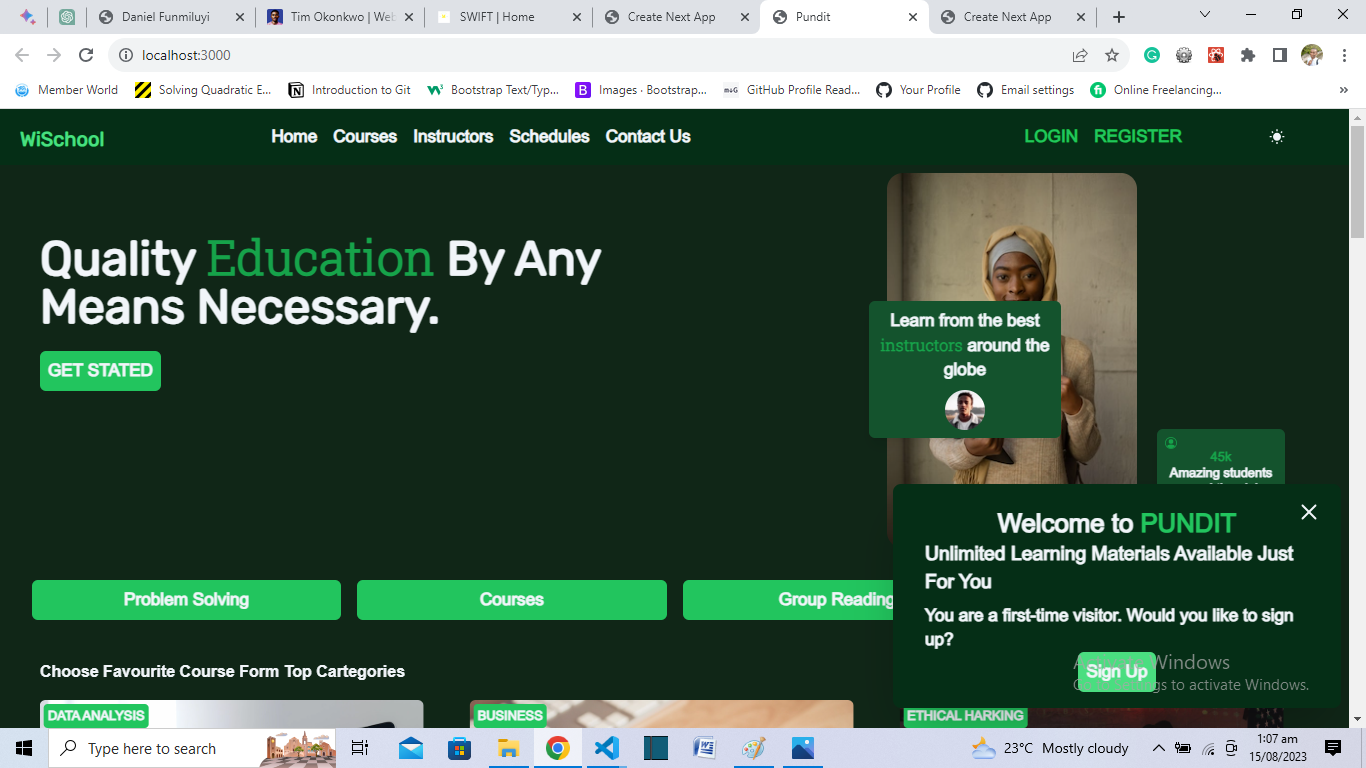 Daniel Funmiluyi
Tim Okonkwo | Web
SWIFT | Home
Create Next App
Pundit
Create Next App
localhost:3000
Member World
Solving Quadratic E...
Introduction to Git
Bootstrap Text/Typ...
Images · Bootstrap...
GitHub Profile Read...
Your Profile
Email settings
Online Freelancing...
WiSchool
Home Courses Instructors Schedules Contact Us
LOGIN REGISTER
Quality Education By Any
Means Necessary.
GET STATED
Learn from the best
instructors around the
globe
45k
Amazing students
Welcome to PUNDIT
Unlimited Learning Materials Available Just
For You
You are a first-time visitor. Would you like to sign
up?
Sign Up
Windows
to activate Windows.
Problem Solving
Courses
Group Reading
Choose Favourite Course Form Top Cartegories
DATA ANALYSIS
BUSINESS
ETHICAL HARKING
Type here to search
23°C Mostly cloudy
1:07 am
15/08/2023